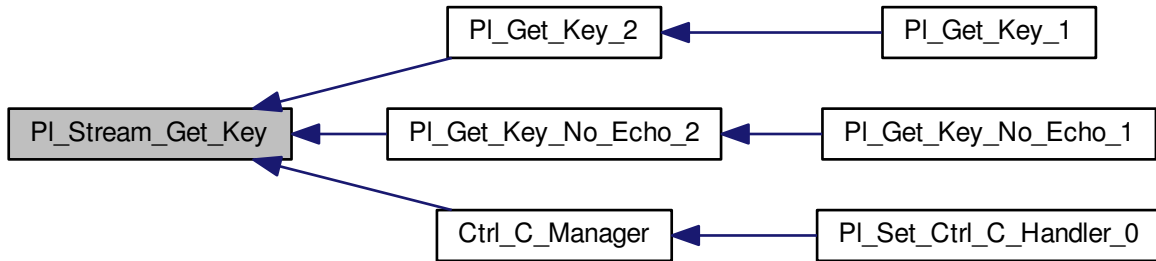 Pl_Get_Key_2
Pl_Get_Key_1
Pl_Stream_Get_Key
Pl_Get_Key_No_Echo_2
Pl_Get_Key_No_Echo_1
Ctrl_C_Manager
Pl_Set_Ctrl_C_Handler_0